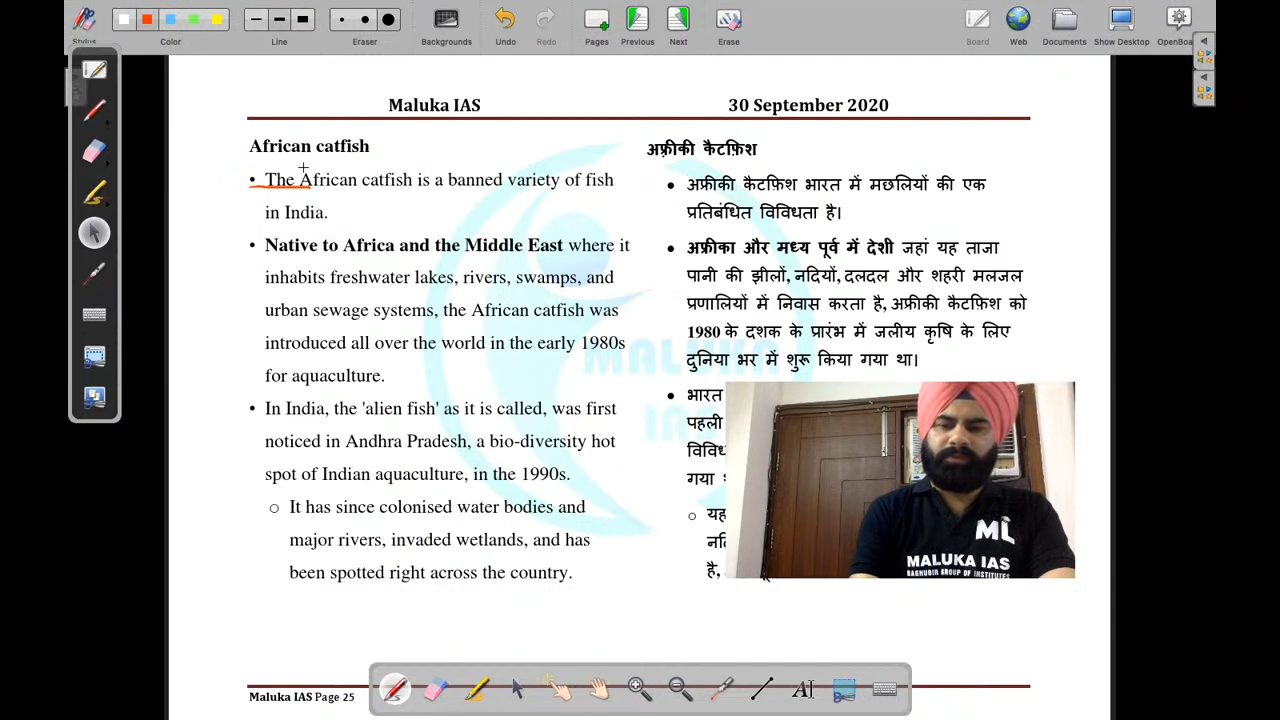 Stylus
Color
Line
Eraser
Backgrounds
Undo
Redo
Pages
Previous
Next
Erase
Board
Web
Documents
Show Desktop
Maluka IAS
30 September 2020
African catfish
• The African catfish is a banned variety of fish
in India.
• Native to Africa and the Middle East where it
inhabits freshwater lakes, rivers, swamps, and
urban sewage systems, the African catfish was
introduced all over the world in the early 1980s
for aquaculture.
• In India, the 'alien fish' as it is called, was first
noticed in Andhra Pradesh, a bio-diversity hot
spot of Indian aquaculture, in the 1990s.
o It has since colonised water bodies and
major rivers, invaded wetlands, and has
been spotted right across the country.
अफ़्रीकी कैटफ़िश
• अफ्रीकी कैटफ़िश भारत में मछलियों की एक
प्रतिबंधित विविधता है।
• अफ्रीका और मध्य पूर्व में देशी जहां यह ताजा
पानी की झीलों, नदियों, दलदल और शहरी मलजल
प्रणालियों में निवास करता है, अफ्रीकी कैटफ़िश को
1980 के दशक के प्रारंभ में जलीय कृषि के लिए
दुनिया भर में शुरू किया गया था।
• भारत
पहली
गया
o यह
है,
MALUKA
IAS
ML
MALUKA IAS
RAGHUBIR GROUP OF INSTITUTES
Maluka IAS Page 25